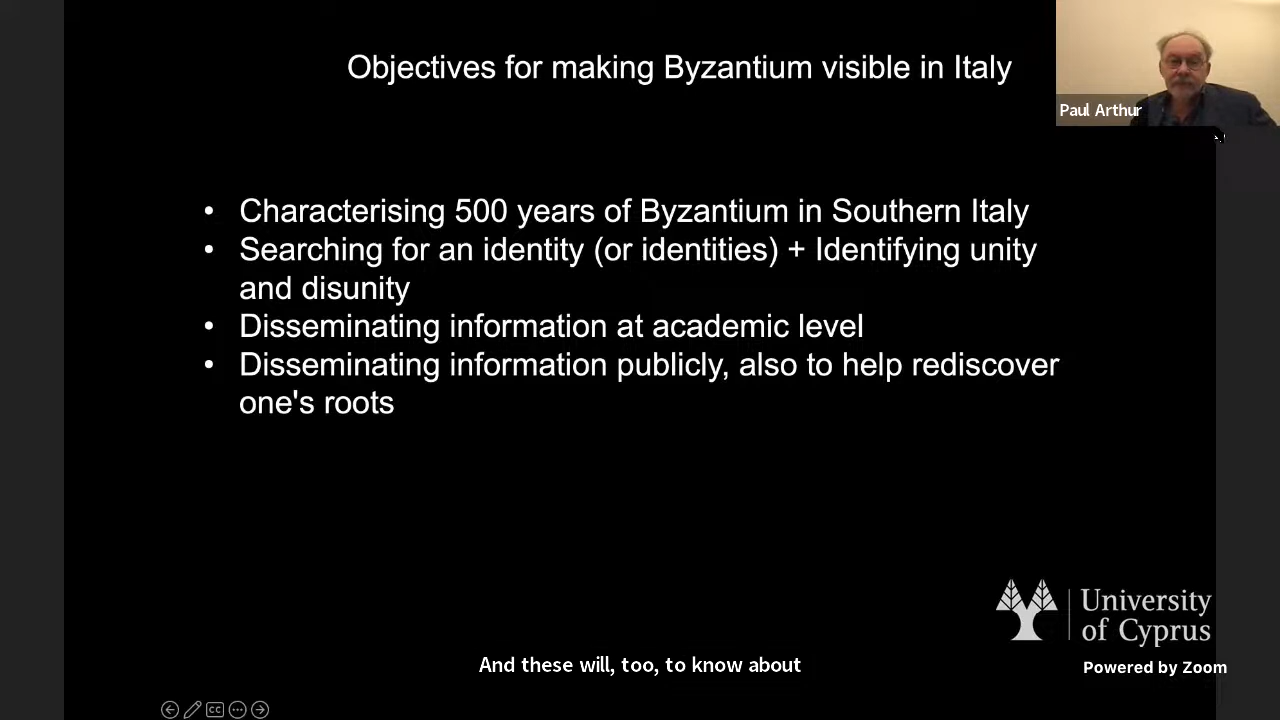 Objectives for making Byzantium visible in Italy
Paul Arthur
• Characterising 500 years of Byzantium in Southern Italy
• Searching for an identity (or identities) + Identifying unity
and disunity
• Disseminating information at academic level
• Disseminating information publicly, also to help rediscover
one's roots
University
of Cyprus
And these will, too, to know about
Powered by Zoom
CC